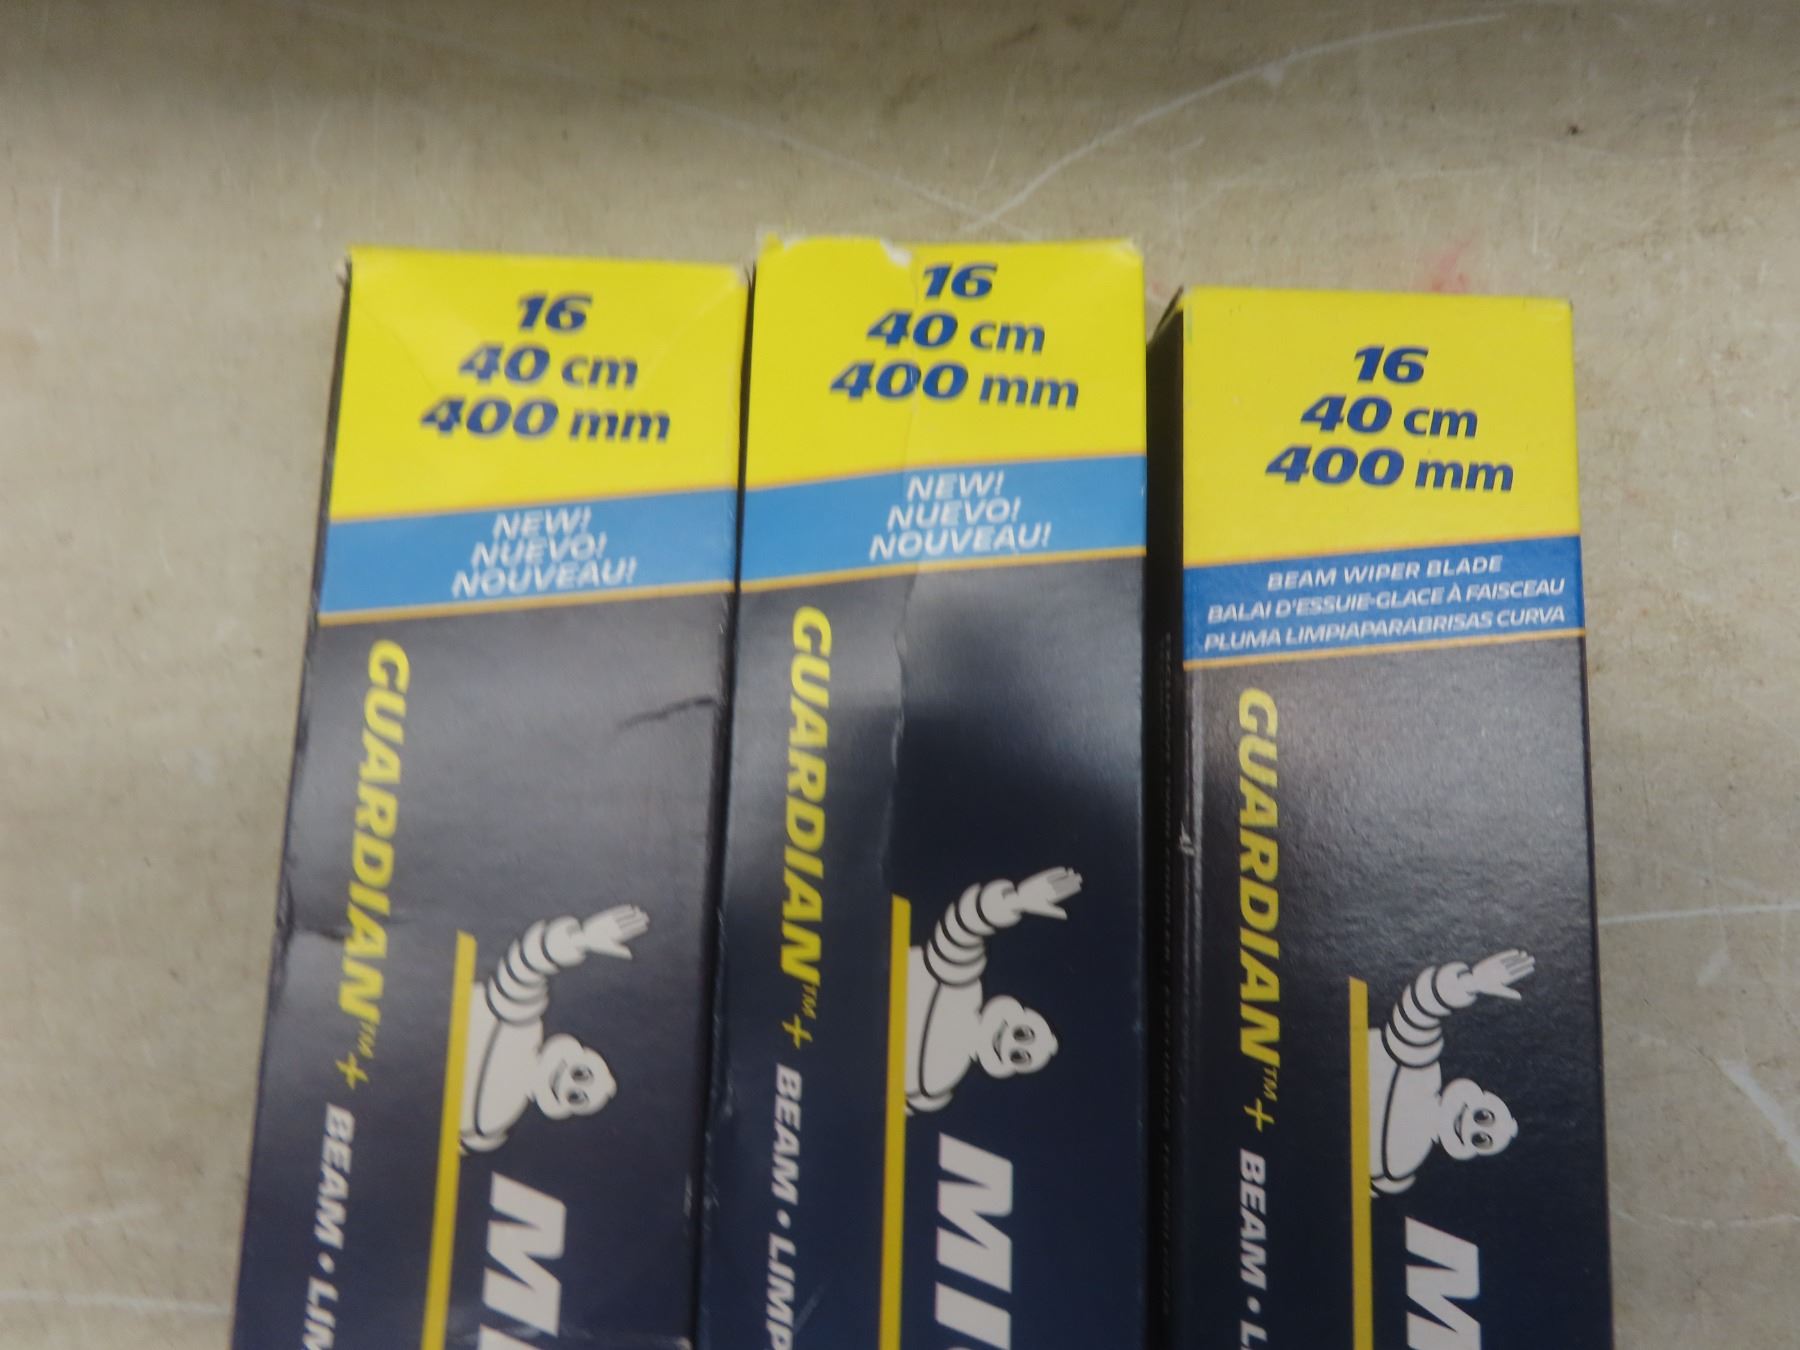 16
40 cm
400 mm
NEW!
NUEVO!
NOUVEAU!
GUARDIAN™+ BEAM •
16
40 cm
400 mm
NEW!
NUEVO!
NOUVEAU!
GUARDIAN™+ BEAM • LIMP
16
40 cm
400 mm
BEAM WIPER BLADE
BALAI D'ESSUIE-GLACE À FAISCEAU
PLUMA LIMPIAPARABRISAS CURVA
GUARDIAN™+ BEAM •